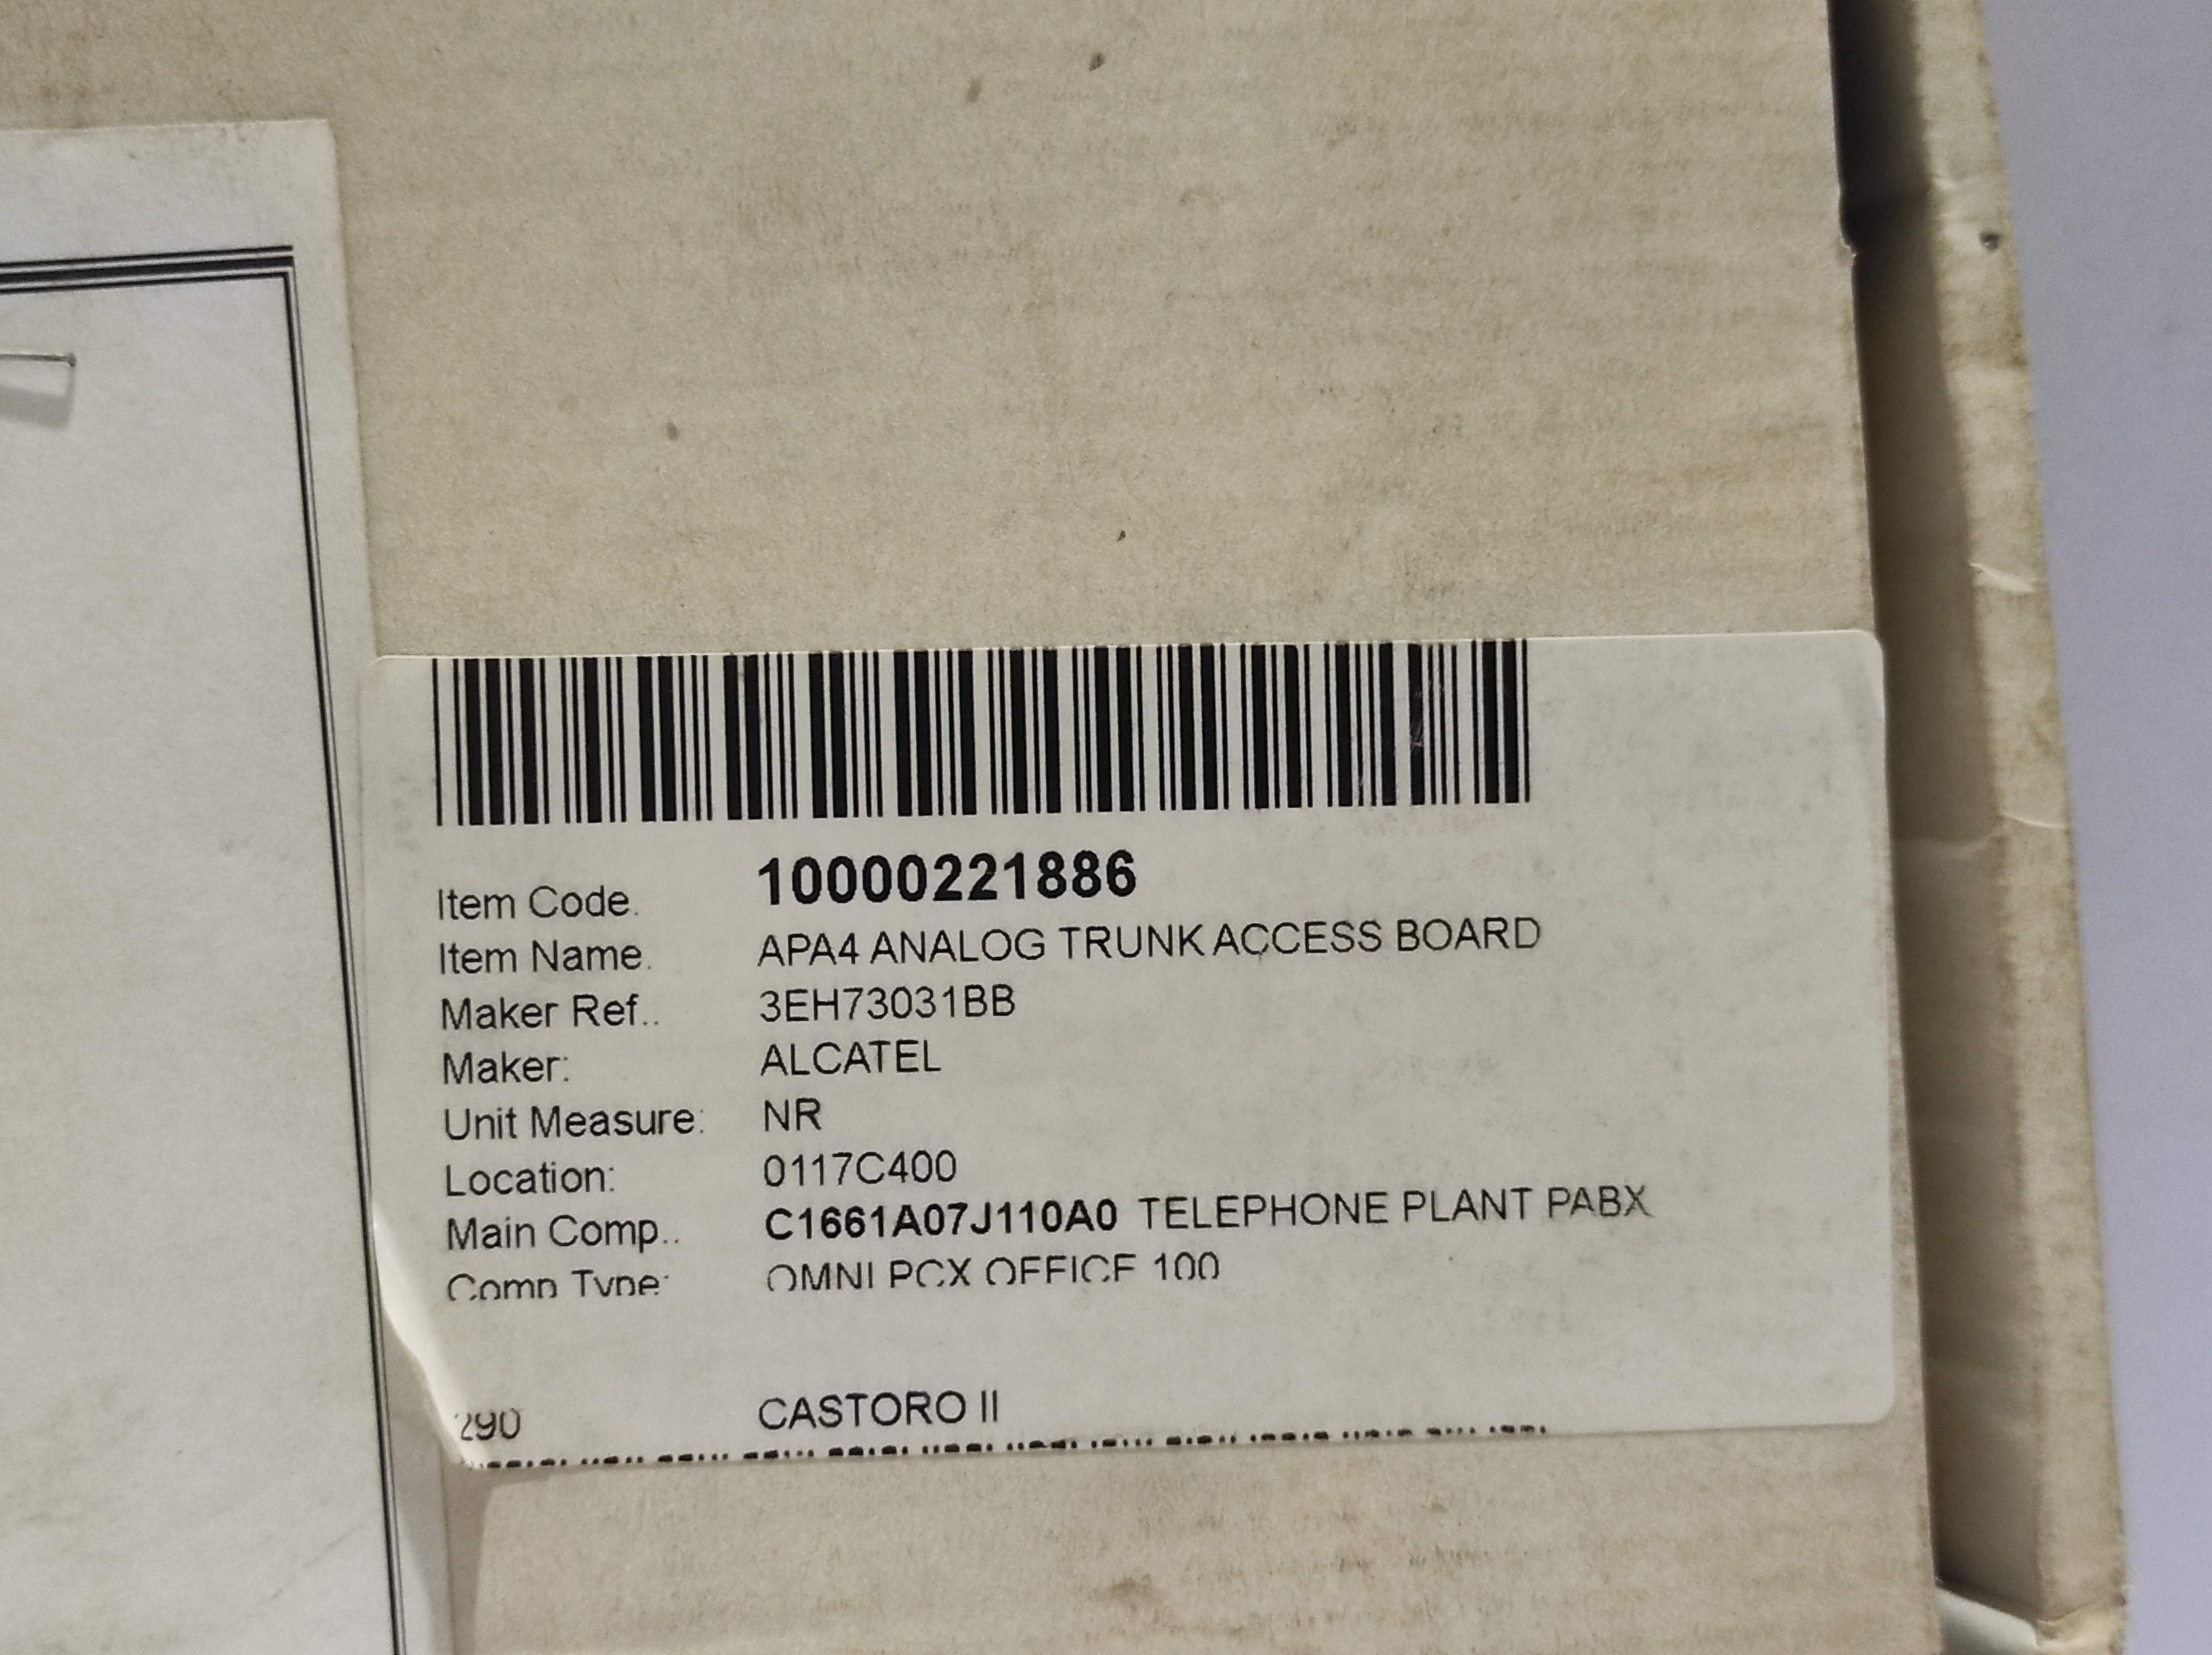 Item Code. 10000221886
Item Name. APA4 ANALOG TRUNK ACCESS BOARD
Maker Ref.. 3EH73031BB
Maker: ALCATEL
Unit Measure: NR
Location: 0117C400
Main Comp.. C1661A07J110A0 TELEPHONE PLANT PABX
Comp Type: OMNI PCX OFFICE 100
290 CASTORO II